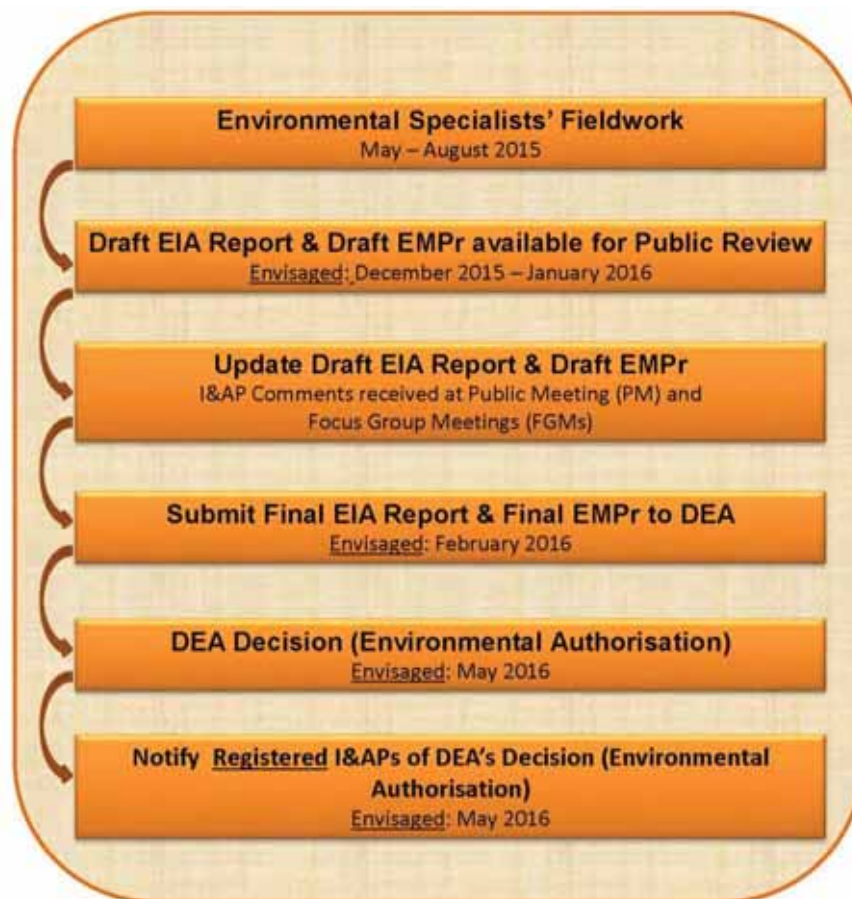 Environmental Specialists' Fieldwork
May – August 2015
Draft EIA Report & Draft EMPr available for Public Review
Envisaged: December 2015 – January 2016
Update Draft EIA Report & Draft EMPr
I&AP Comments received at Public Meeting (PM) and
Focus Group Meetings (FGMs)
Submit Final EIA Report & Final EMPr to DEA
Envisaged: February 2016
DEA Decision (Environmental Authorisation)
Envisaged: May 2016
Notify Registered I&APs of DEA's Decision (Environmental
Authorisation)
Envisaged: May 2016